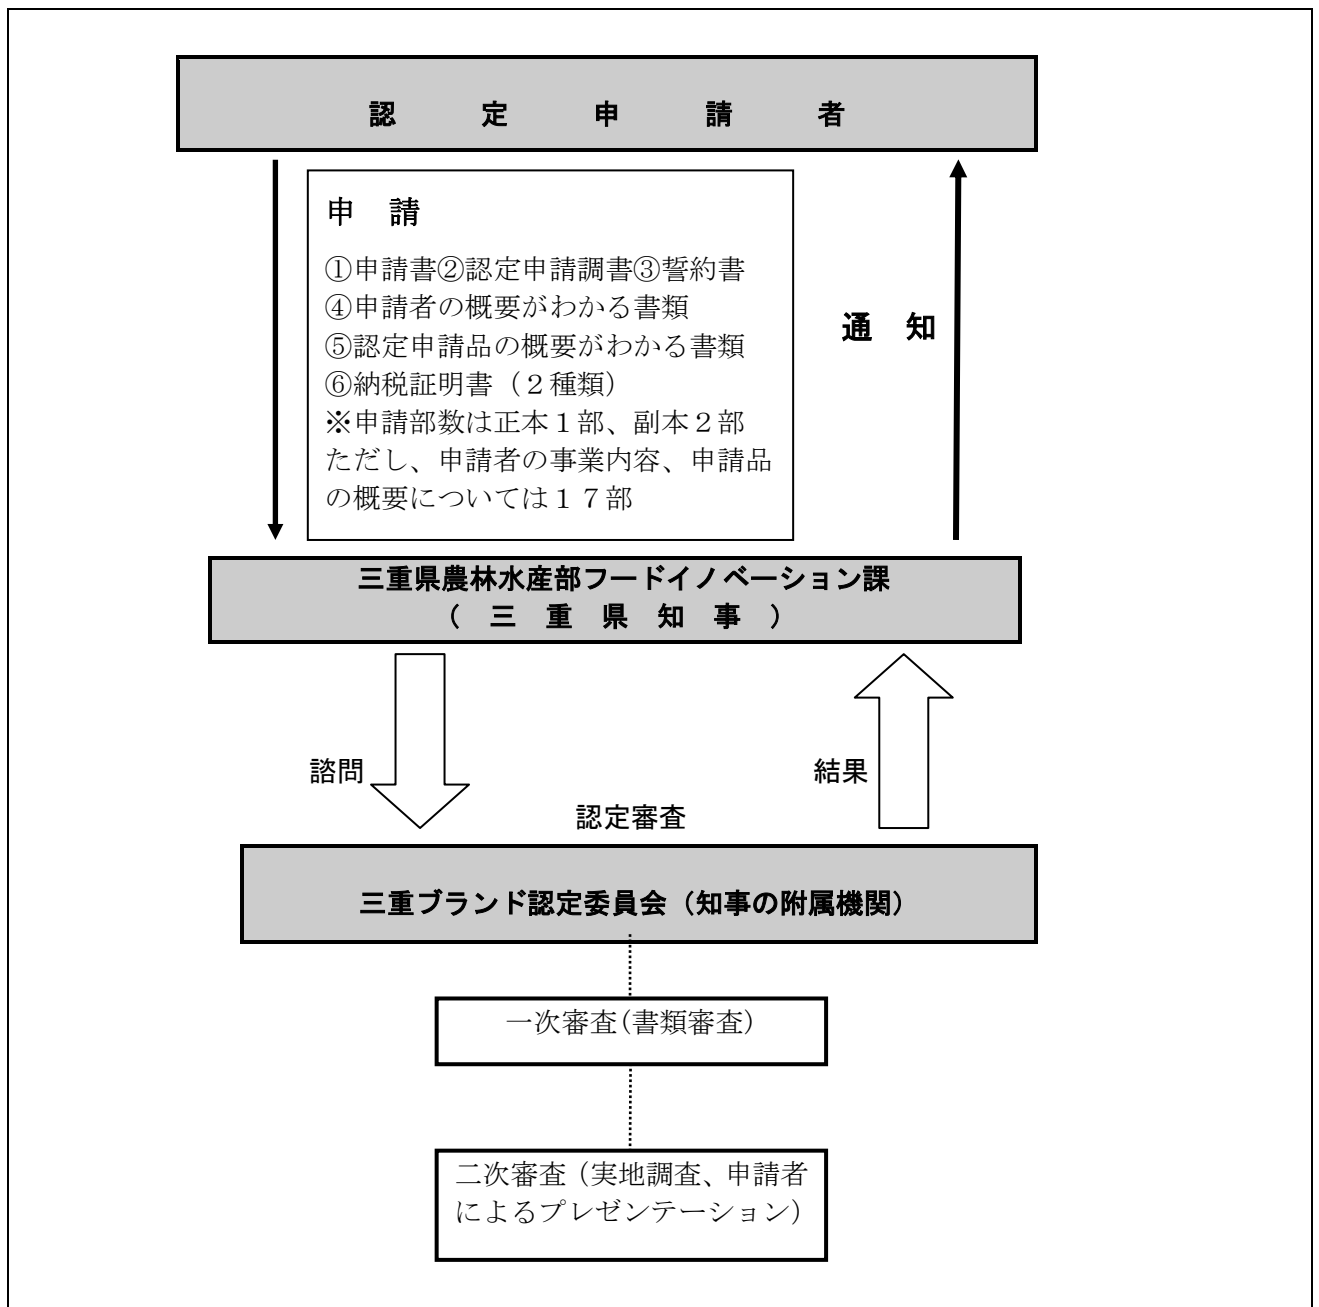 認定申請者
申　請
①申請書②認定申請調書③誓約書
④申請者の概要がわかる書類
⑤認定申請品の概要がわかる書類
⑥納税証明書（２種類）
※申請部数は正本１部、副本２部
ただし、申請者の事業内容、申請品
の概要については１７部
通　知
三重県農林水産部フードイノベーション課
（　三　重　県　知　事　）
諮問
結果
認定審査
三重ブランド認定委員会（知事の附属機関）
一次審査（書類審査）
二次審査（実地調査、申請者
によるプレゼンテーション）